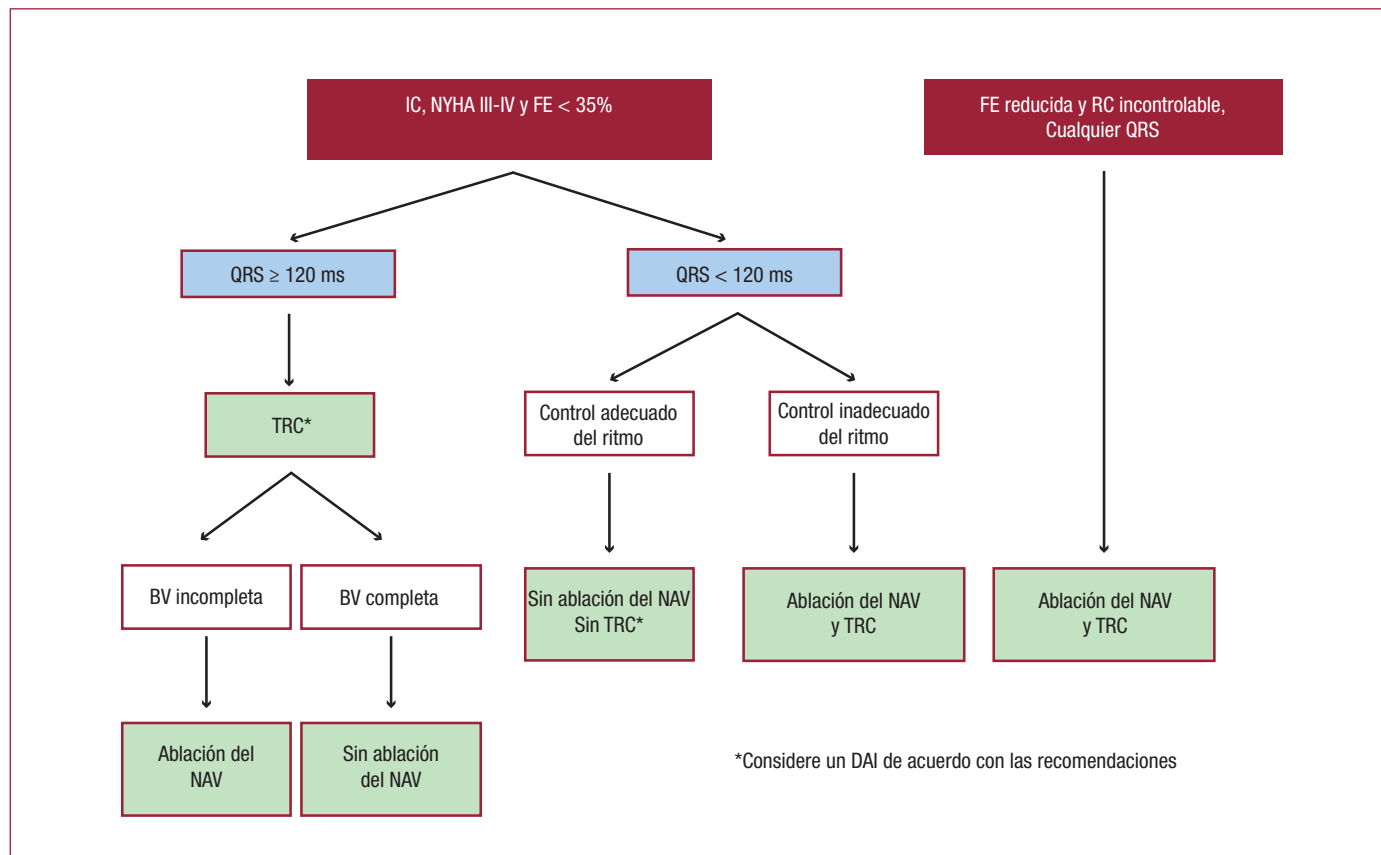 IC, NYHA III-IV y FE < 35%
FE reducida y RC incontrolable,
Cualquier QRS
QRS ≥ 120 ms
QRS < 120 ms
TRC*
Control adecuado
del ritmo
Control inadecuado
del ritmo
BV incompleta
BV completa
Sin ablación del NAV
Sin TRC*
Ablación del NAV
y TRC
Ablación del NAV
y TRC
Ablación del
NAV
Sin ablación
del NAV
*Considere un DAI de acuerdo con las recomendaciones